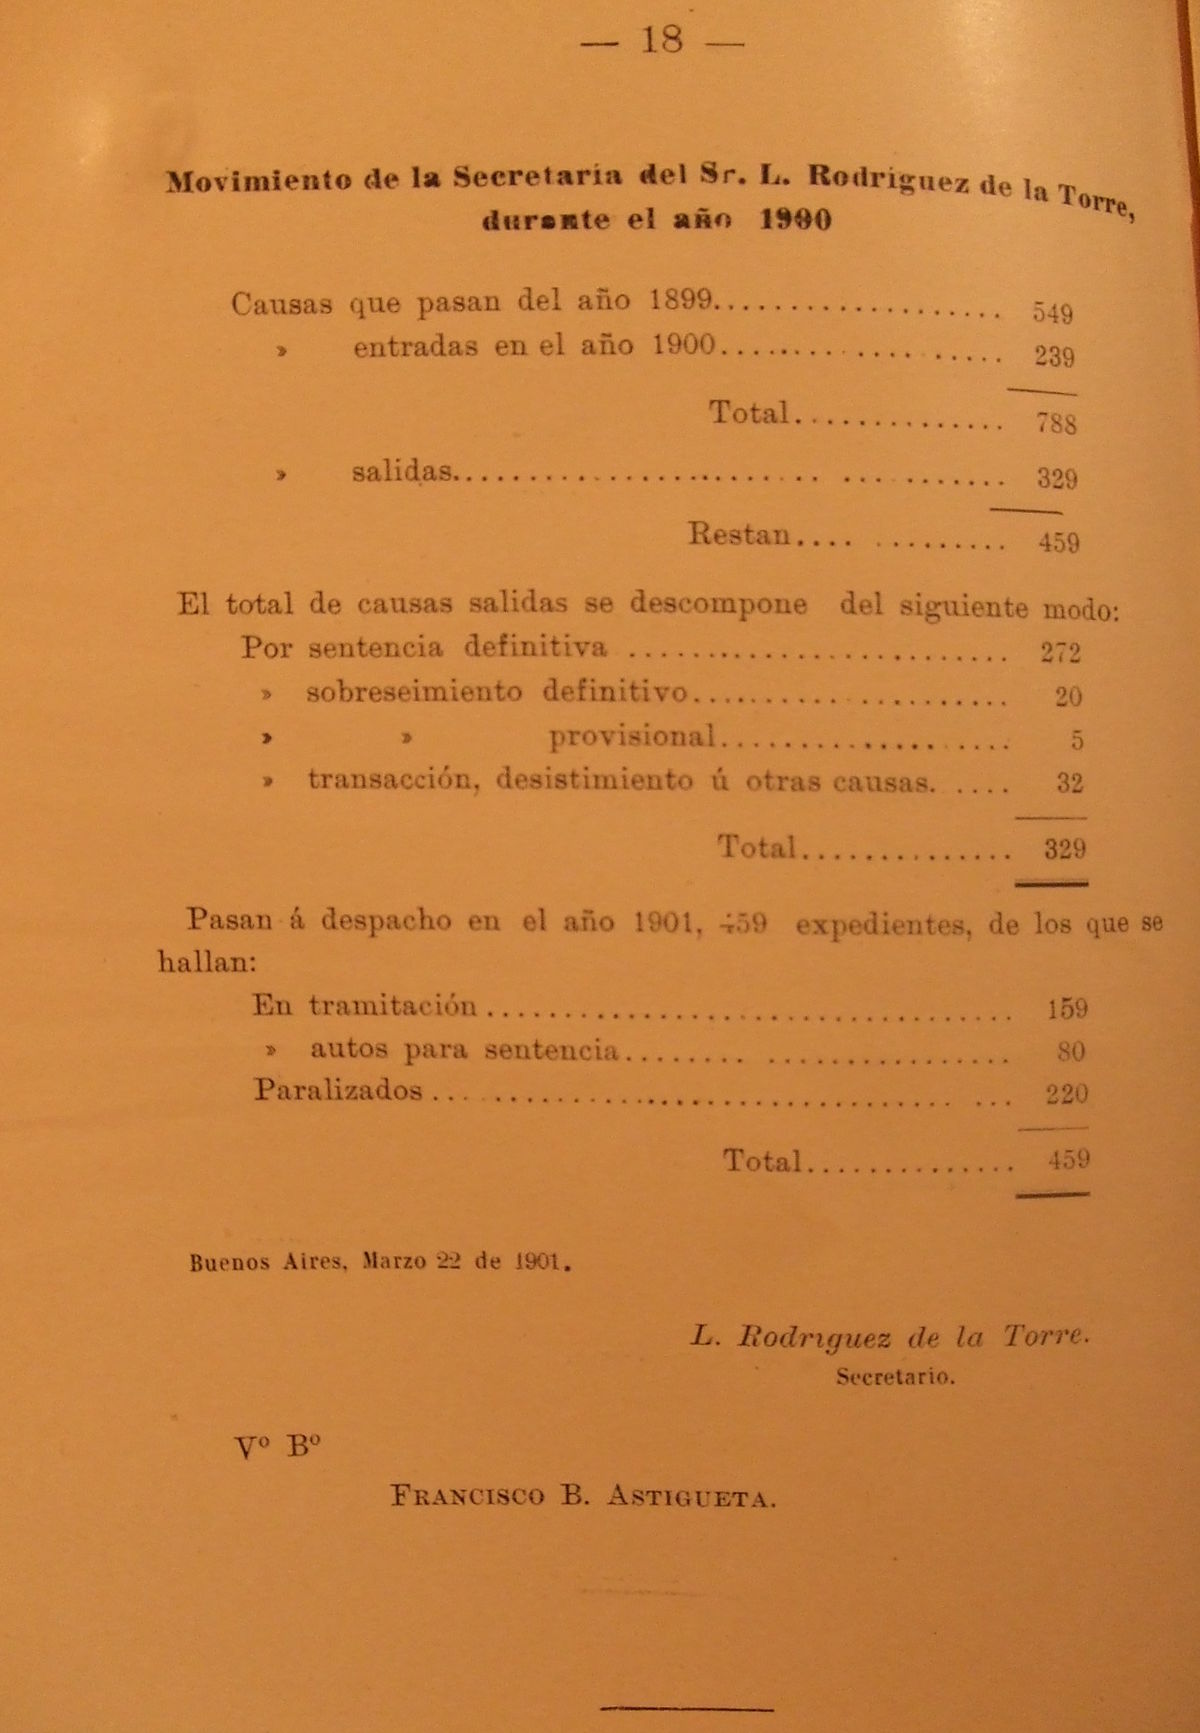 — 18 —
Movimiento de la Secretaría del Sr. L. Rodríguez de la Torre,
durante el año 1900
Causas que pasan del año 1899................... 549
» entradas en el año 1900.................. 239
Total.............. 788
» salidas.................................. 329
Restan.... ......... 459
El total de causas salidas se descompone del siguiente modo:
Por sentencia definitiva ......................... 272
» sobreseimiento definitivo.................... 20
» » provisional.................. 5
» transacción, desistimiento ú otras causas. .... 32
Total.............. 329
Pasan á despacho en el año 1901, 459 expedientes, de los que se
hallan:
En tramitación.................................. 159
» autos para sentencia........ ................ 80
Paralizados... ............................. ... 220
Total.............. 459
Buenos Aires, Marzo 22 de 1901.
L. Rodriguez de la Torre.
Secretario.
Vº Bº
FRANCISCO B. ASTIGUETA.